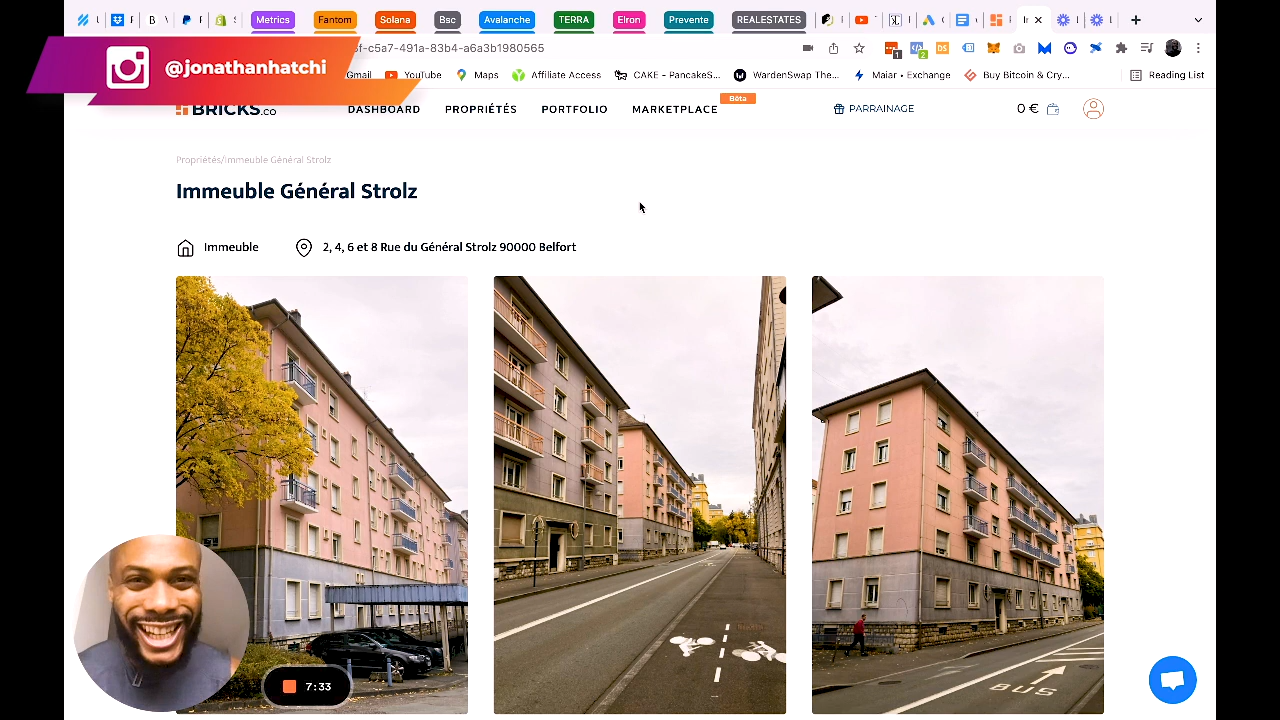 Metrics Fantom Solana Bsc Avalanche TERRA Elron Prevente REALESTATES
-c5a7-491a-83b4-a6a3b1980565
@jonathanhatchi
Gmail YouTube Maps Affiliate Access CAKE - PancakeS... WardenSwap The... Maiar • Exchange Buy Bitcoin & Cry... Reading List
BRICKS.co DASHBOARD PROPRIÉTÉS PORTFOLIO MARKETPLACE Bêta PARRAINAGE 0 €
Propriétés/Immeuble Général Strolz
Immeuble Général Strolz
Immeuble 2, 4, 6 et 8 Rue du Général Strolz 90000 Belfort
BUS
7:33